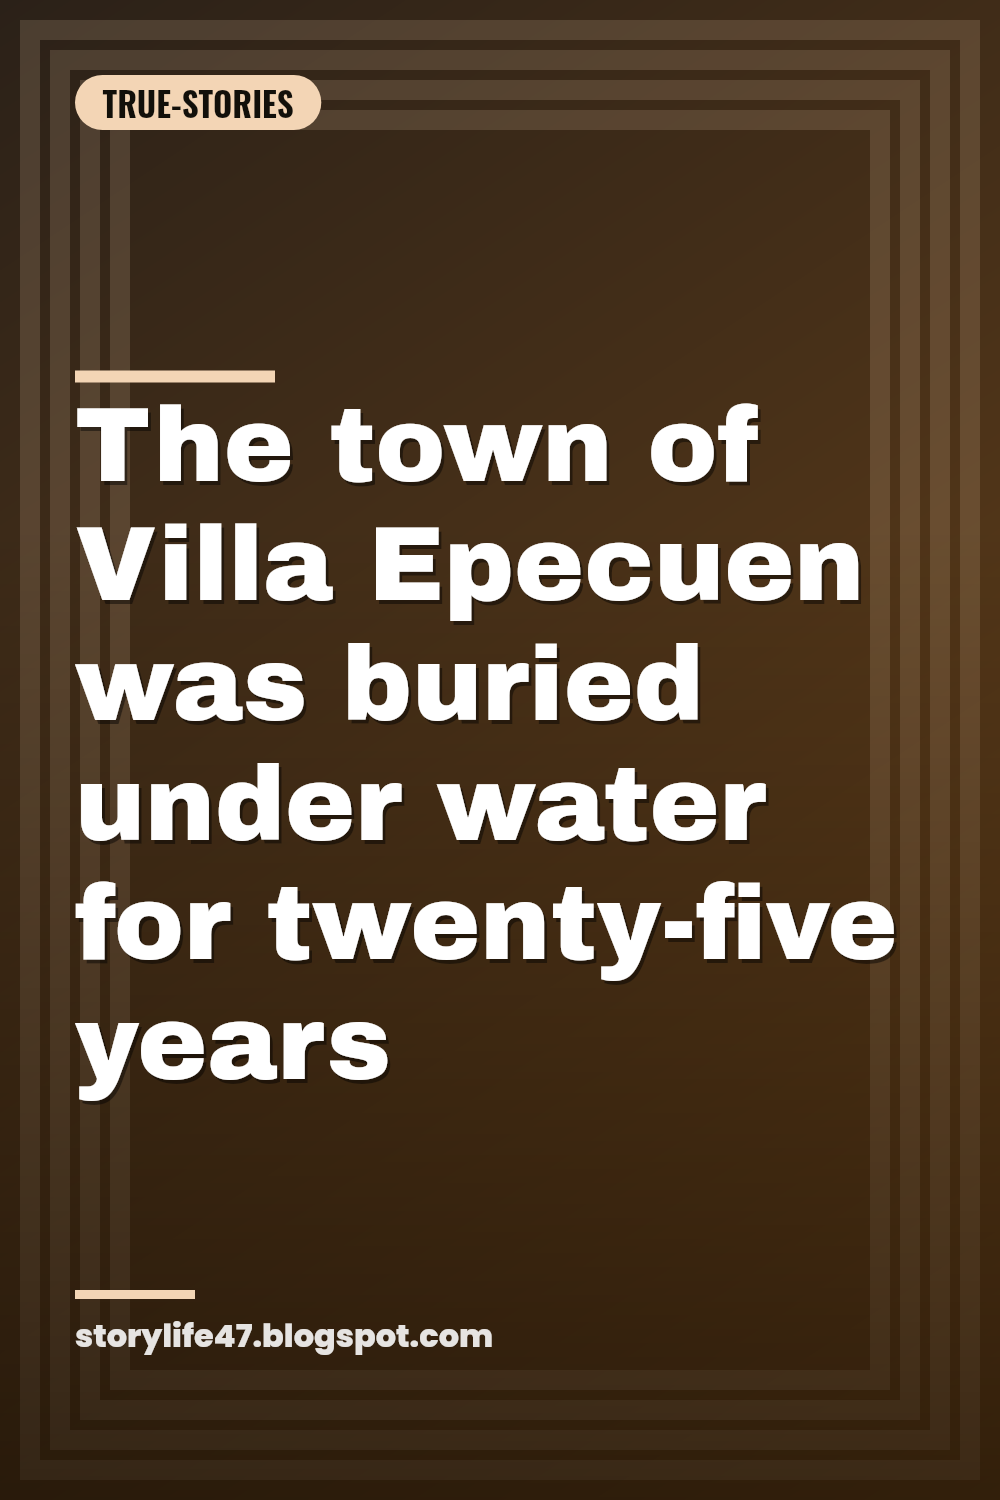 TRUE-STORIES
The town of
Villa Epecuen
was buried
under water
for twenty-five
years
storylife47.blogspot.com